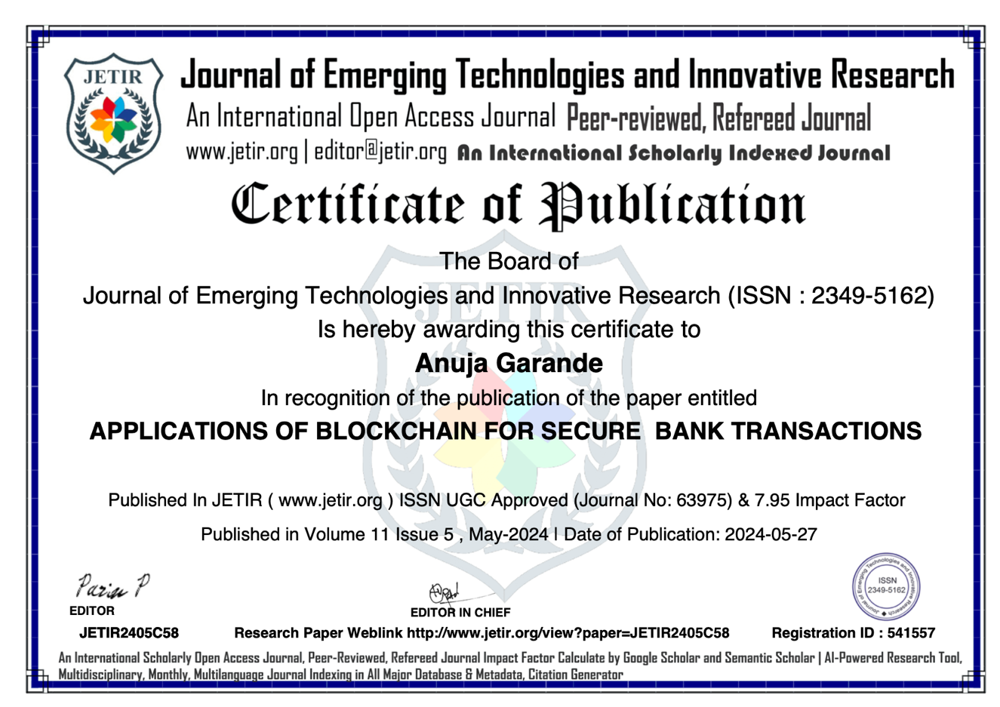 JETIR
Journal of Emerging Technologies and Innovative Research
An International Open Access Journal Peer-reviewed, Refereed Journal
www.jetir.org | editor@jetir.org An International Scholarly Indexed Journal
Certificate of Publication
JETIR
The Board of
Journal of Emerging Technologies and Innovative Research (ISSN : 2349-5162)
Is hereby awarding this certificate to
Anuja Garande
In recognition of the publication of the paper entitled
APPLICATIONS OF BLOCKCHAIN FOR SECURE BANK TRANSACTIONS
Published In JETIR ( www.jetir.org ) ISSN UGC Approved (Journal No: 63975) & 7.95 Impact Factor
Published in Volume 11 Issue 5 , May-2024 | Date of Publication: 2024-05-27
EDITOR
EDITOR IN CHIEF
Journal of Emerging Technologies and Innovative Research
ISSN
2349-5162
JETIR2405C58 Research Paper Weblink http://www.jetir.org/view?paper=JETIR2405C58 Registration ID : 541557
An International Scholarly Open Access Journal, Peer-Reviewed, Refereed Journal Impact Factor Calculate by Google Scholar and Semantic Scholar | AI-Powered Research Tool,
Multidisciplinary, Monthly, Multilanguage Journal Indexing in All Major Database & Metadata, Citation Generator